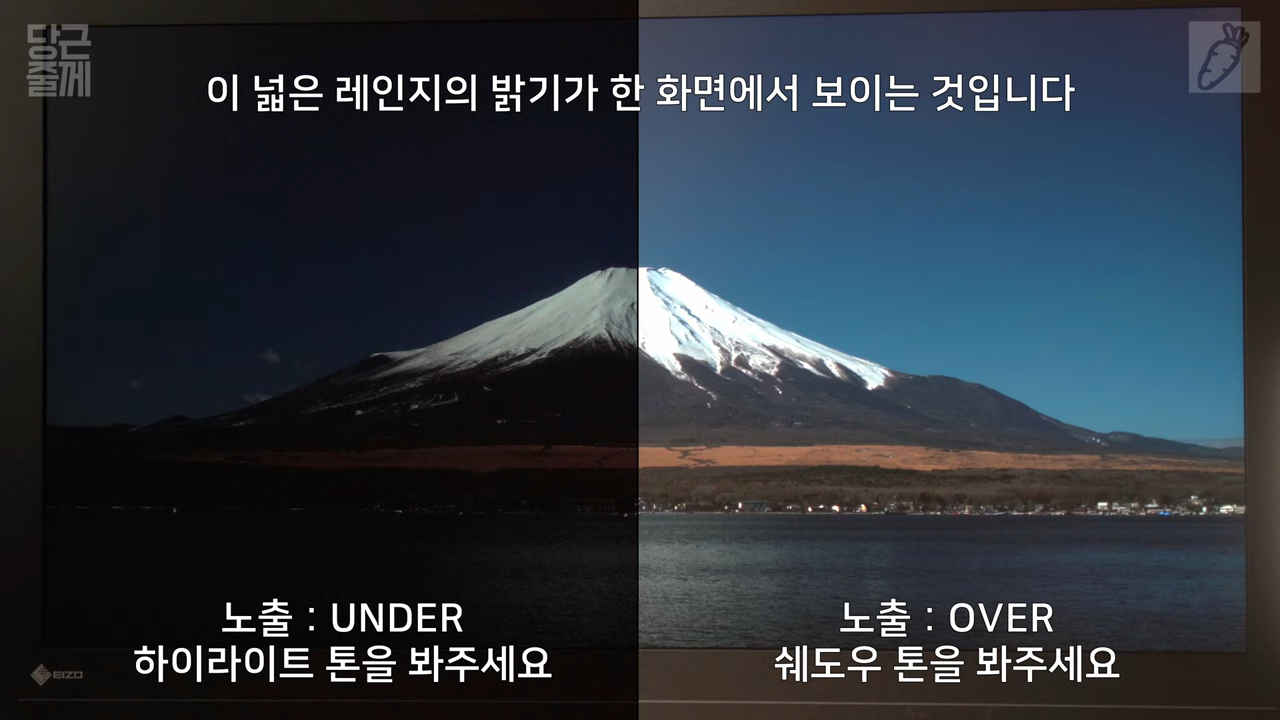 당근
줄께
이 넓은 레인지의 밝기가 한 화면에서 보이는 것입니다
노출 : UNDER
하이라이트 톤을 봐주세요
노출 : OVER
쉐도우 톤을 봐주세요
EIZO